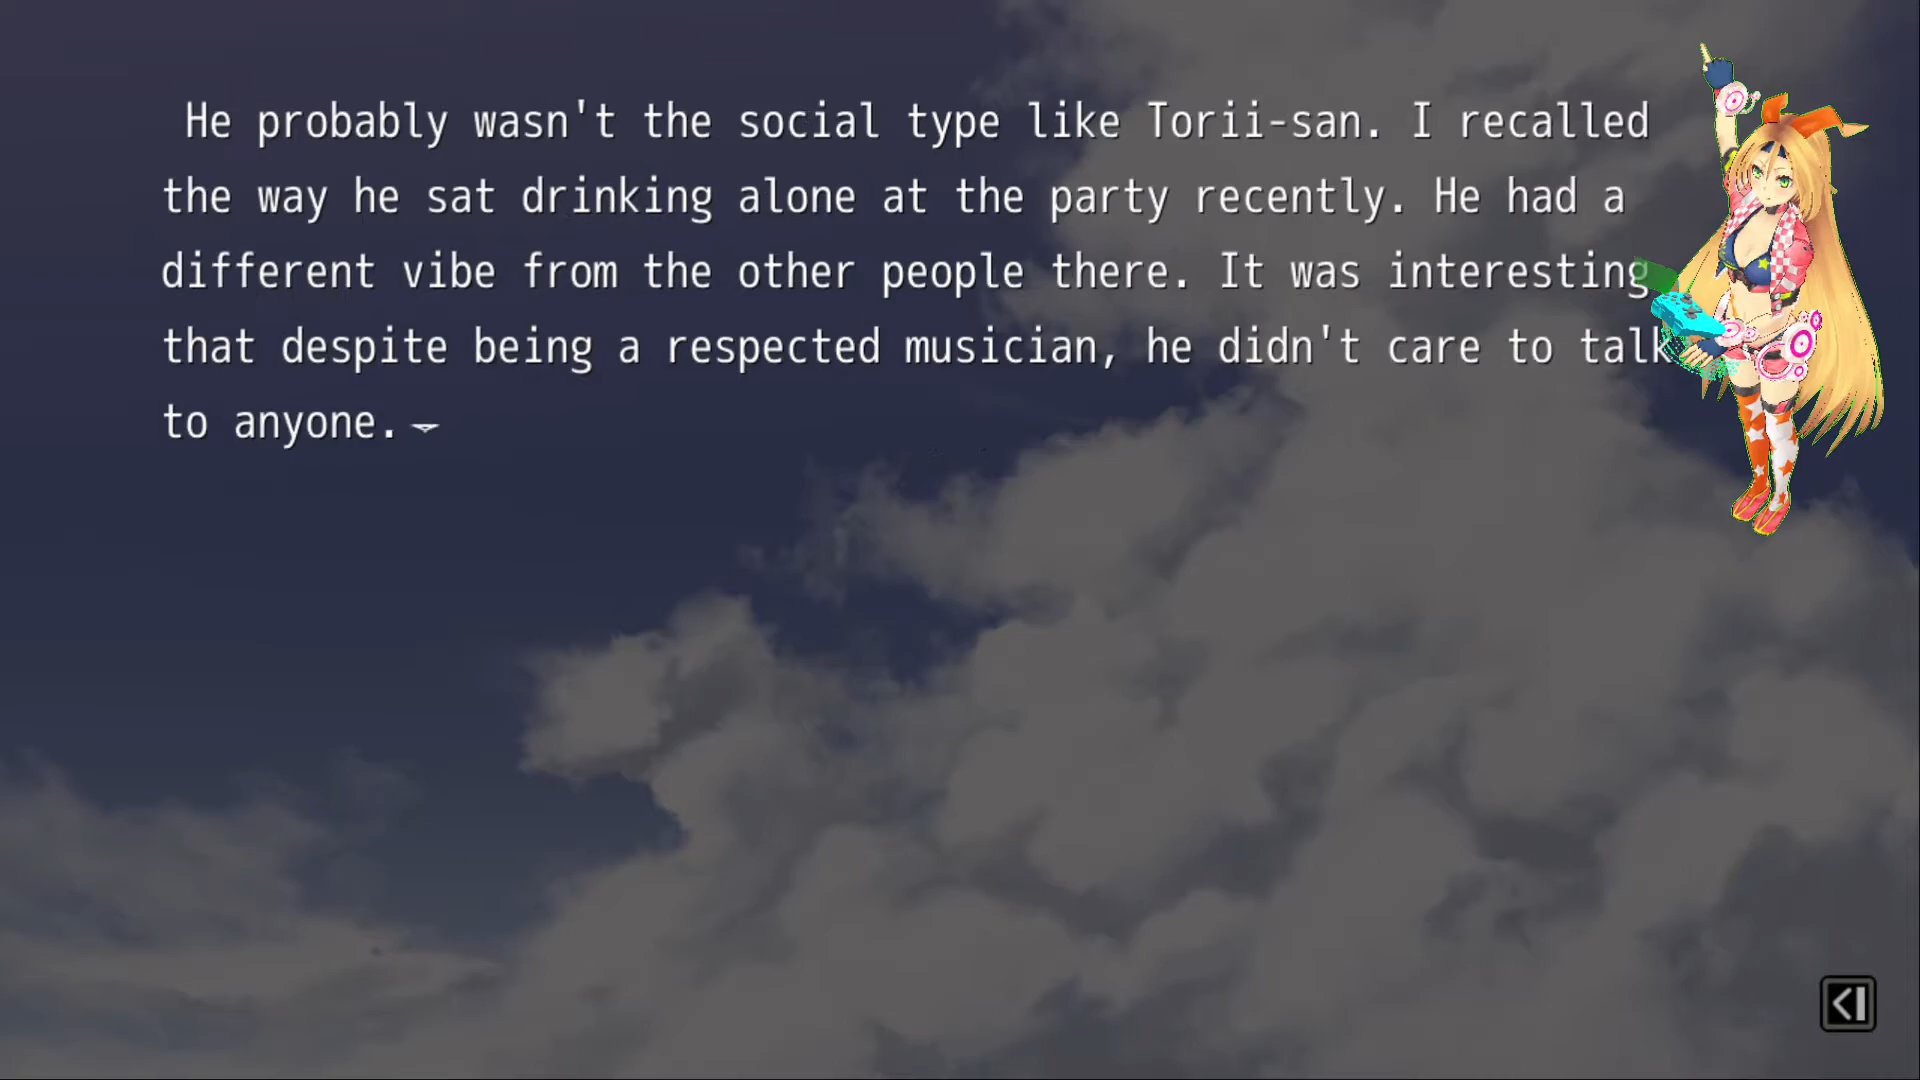 He probably wasn't the social type like Torii-san. I recalled
the way he sat drinking alone at the party recently. He had a
different vibe from the other people there. It was interesting
that despite being a respected musician, he didn't care to talk
to anyone.